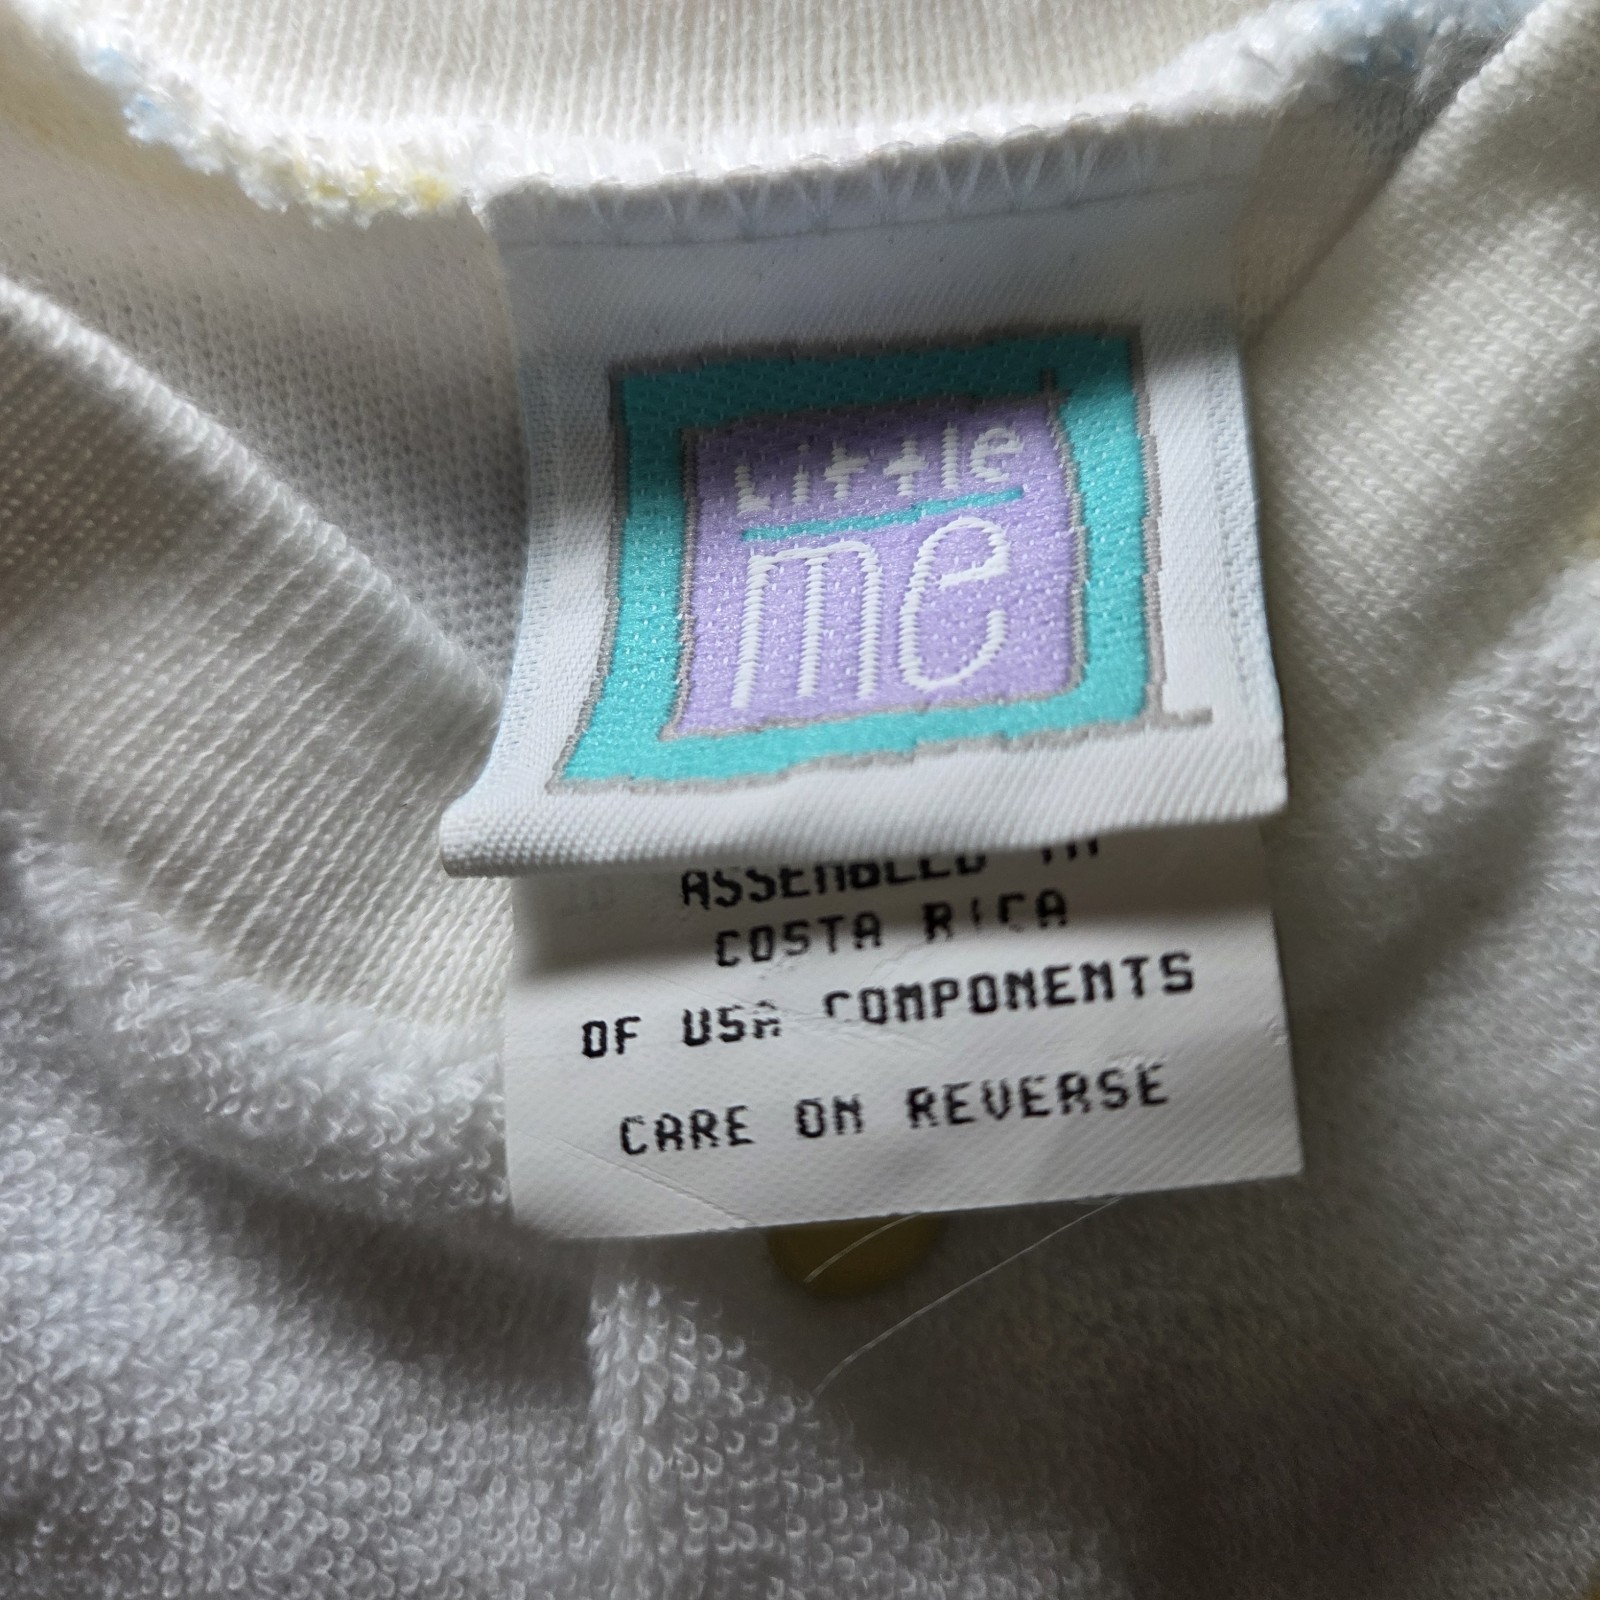 Little
me
ASSEMBLED IN
COSTA RICA
OF USA COMPONENTS
CARE ON REVERSE